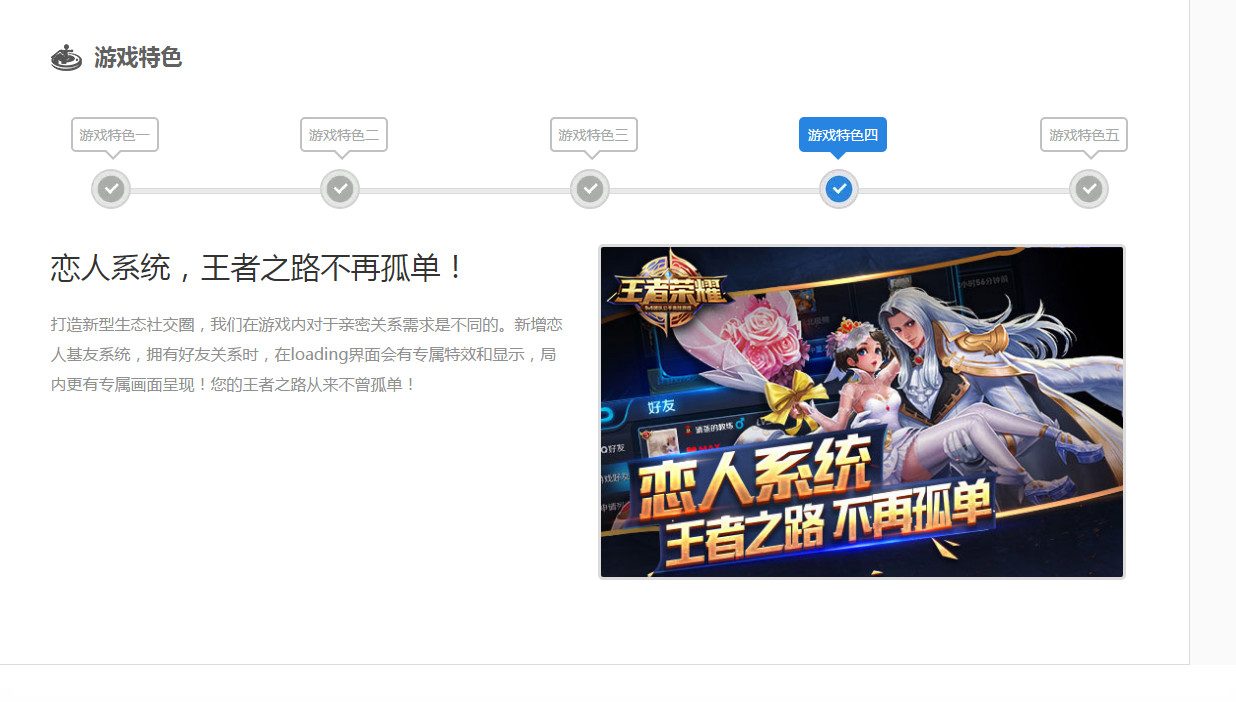 游戏特色
游戏特色一
游戏特色二
游戏特色三
游戏特色四
游戏特色五
恋人系统，王者之路不再孤单！
打造新型生态社交圈，我们在游戏内对于亲密关系需求是不同的。新增恋
人基友系统，拥有好友关系时，在loading界面会有专属特效和显示，局
内更有专属画面呈现！您的王者之路从来不曾孤单！
王者荣耀
好友
恋人系统
王者之路 不再孤单